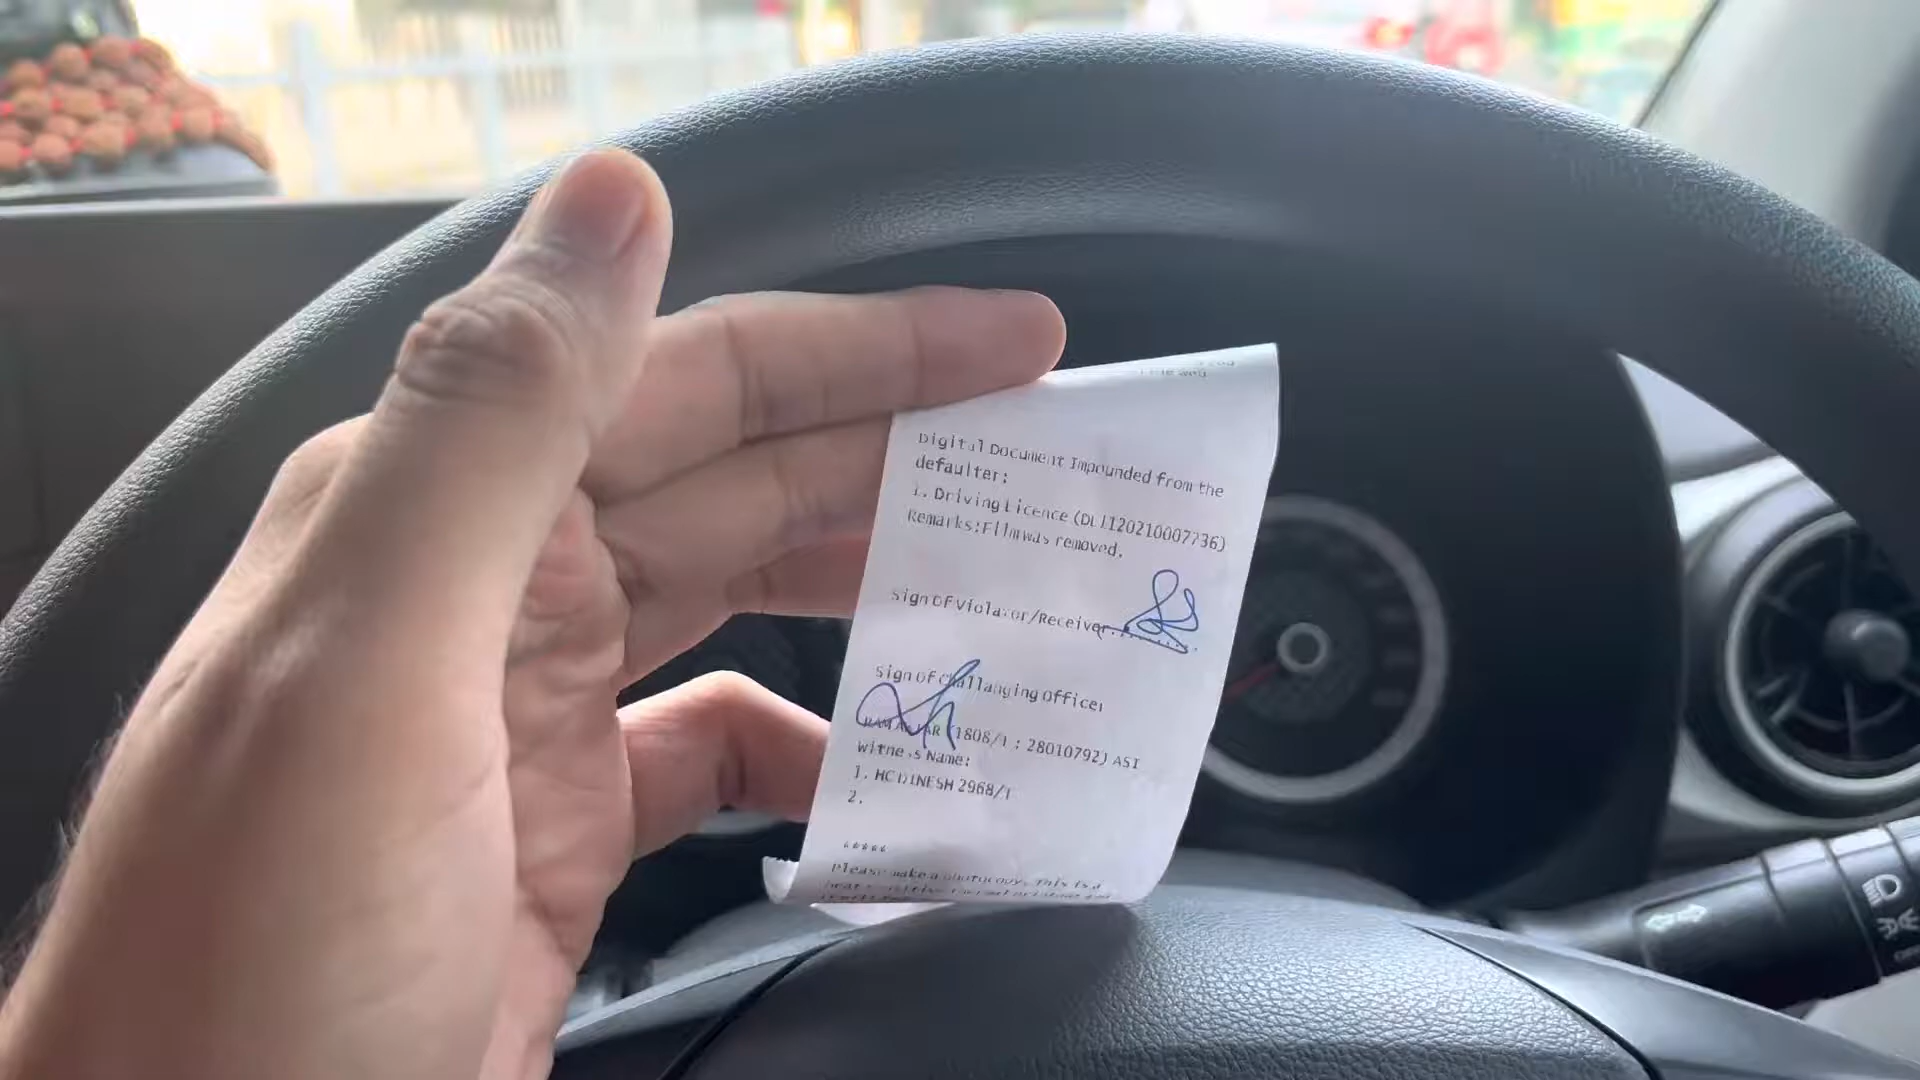 Digital Document Impounded from the
defaulter:
1. Driving Licence (DL1120210007736)
Remarks:Film was removed.
Sign Of Violator/Receiver.........
Sign Of Challanging Officer
(1808/T : 28010792) ASI
Witness Name:
1. HC DINESH 2968/T
2.
*****
Please make a photocopy. This is a